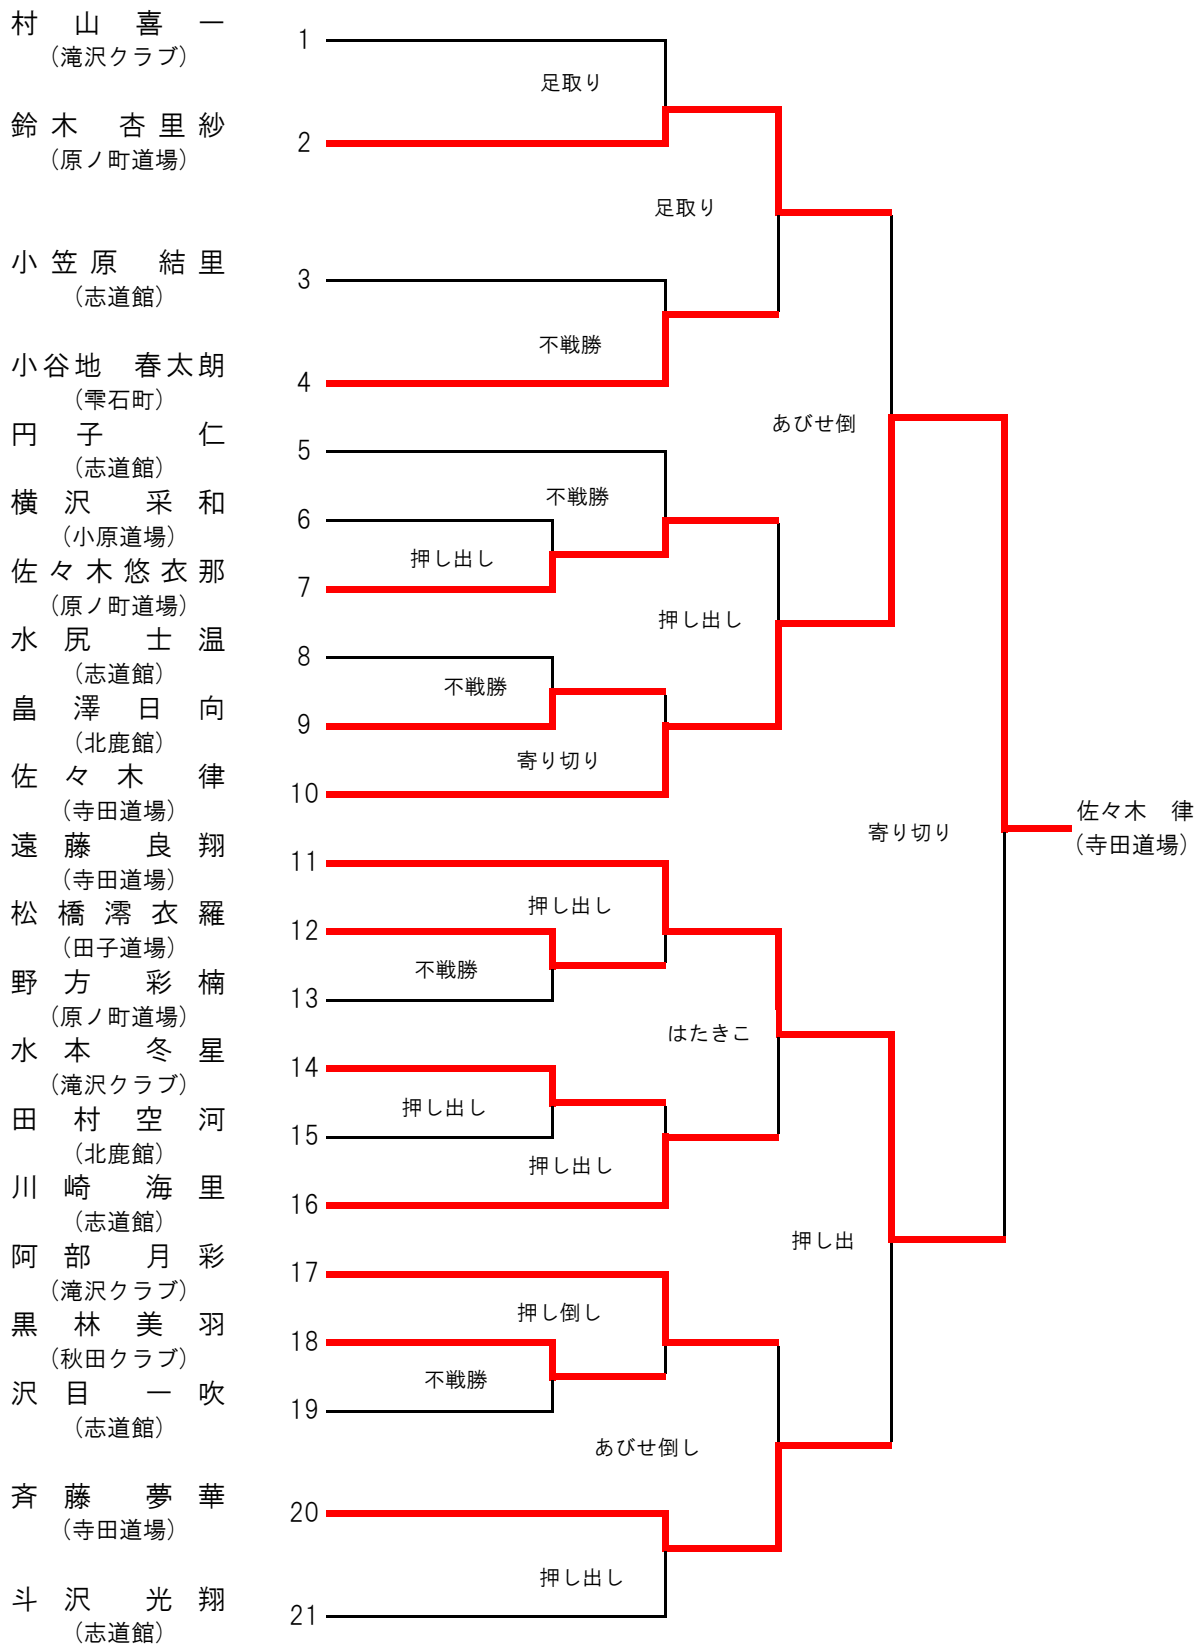 村山喜一
（滝沢クラブ）
1
足取り
鈴木　杏里紗
（原ノ町道場）
2
足取り
小笠原　結里
（志道館）
3
不戦勝
小谷地　春太朗
（雫石町）
4
あびせ倒
円子　仁
（志道館）
5
不戦勝
横沢　采和
（小原道場）
6
押し出し
佐々木悠衣那
（原ノ町道場）
7
押し出し
水尻　士温
（志道館）
8
不戦勝
畠澤日向
（北鹿館）
9
寄り切り
佐々木　律
（寺田道場）
10
寄り切り
佐々木　律
（寺田道場）
遠藤　良翔
（寺田道場）
11
押し出し
松橋澪衣羅
（田子道場）
12
不戦勝
野方　彩楠
（原ノ町道場）
13
はたきこ
水本　冬星
（滝沢クラブ）
14
押し出し
田村空河
（北鹿館）
15
押し出し
川崎　海里
（志道館）
16
押し出
阿部　月彩
（滝沢クラブ）
17
押し倒し
黒林美羽
（秋田クラブ）
18
不戦勝
沢目　一吹
（志道館）
19
あびせ倒し
斉藤　夢華
（寺田道場）
20
押し出し
斗沢　光翔
（志道館）
21